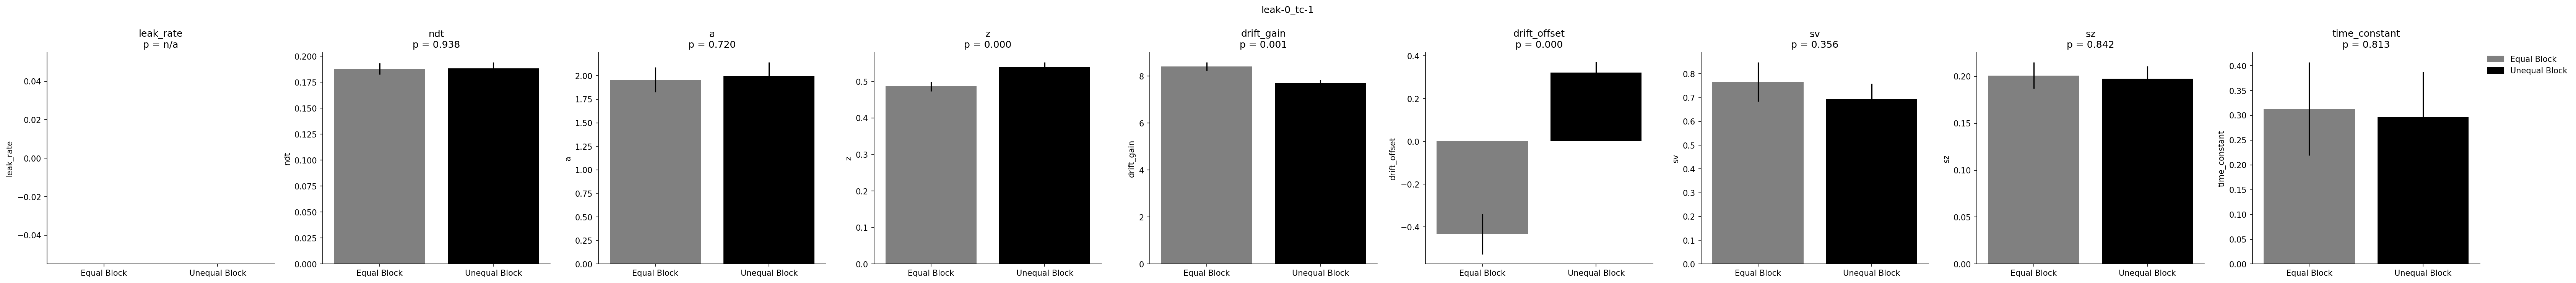 leak-0_tc-1
leak_rate
p = n/a
leak_rate
0.04
0.02
0.00
−0.02
−0.04
Equal Block
Unequal Block
ndt
p = 0.938
ndt
0.200
0.175
0.150
0.125
0.100
0.075
0.050
0.025
0.000
Equal Block
Unequal Block
a
p = 0.720
a
2.00
1.75
1.50
1.25
1.00
0.75
0.50
0.25
0.00
Equal Block
Unequal Block
z
p = 0.000
z
0.5
0.4
0.3
0.2
0.1
0.0
Equal Block
Unequal Block
drift_gain
p = 0.001
drift_gain
8
6
4
2
0
Equal Block
Unequal Block
drift_offset
p = 0.000
drift_offset
0.4
0.2
0.0
−0.2
−0.4
Equal Block
Unequal Block
sv
p = 0.356
sv
0.8
0.7
0.6
0.5
0.4
0.3
0.2
0.1
0.0
Equal Block
Unequal Block
sz
p = 0.842
sz
0.20
0.15
0.10
0.05
0.00
Equal Block
Unequal Block
time_constant
p = 0.813
time_constant
0.40
0.35
0.30
0.25
0.20
0.15
0.10
0.05
0.00
Equal Block
Unequal Block
Equal Block
Unequal Block